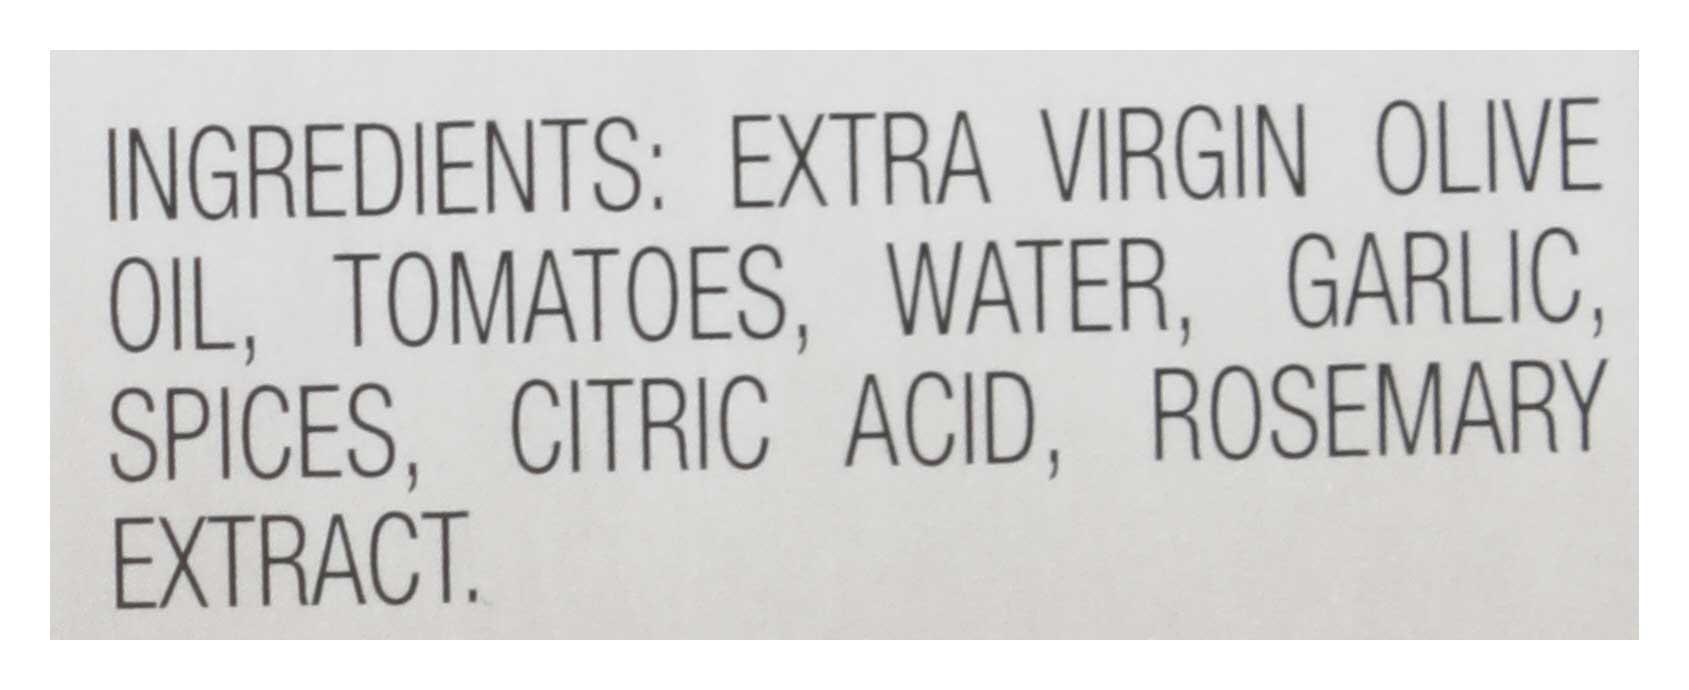 INGREDIENTS: EXTRA VIRGIN OLIVE
OIL, TOMATOES, WATER, GARLIC,
SPICES, CITRIC ACID, ROSEMARY
EXTRACT.